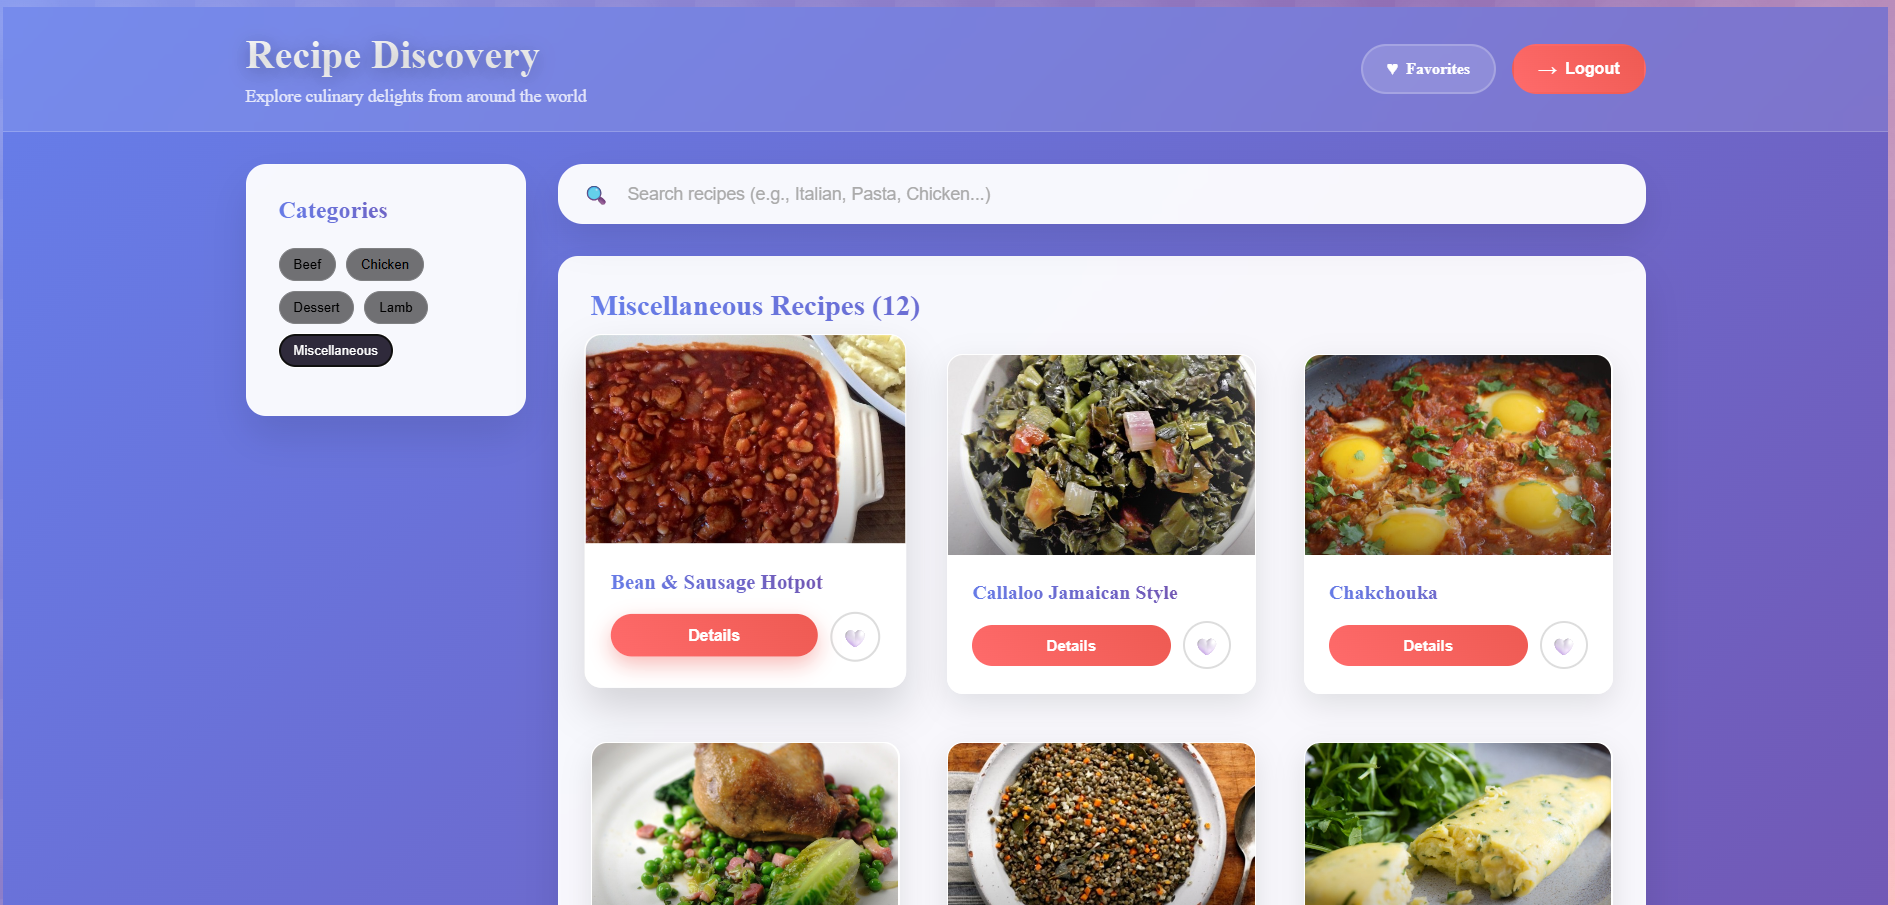 Recipe Discovery
Explore culinary delights from around the world
♥ Favorites
→ Logout
Categories
Beef
Chicken
Dessert
Lamb
Miscellaneous
Search recipes (e.g., Italian, Pasta, Chicken...)
Miscellaneous Recipes (12)
Bean & Sausage Hotpot
Details
Callaloo Jamaican Style
Details
Chakchouka
Details